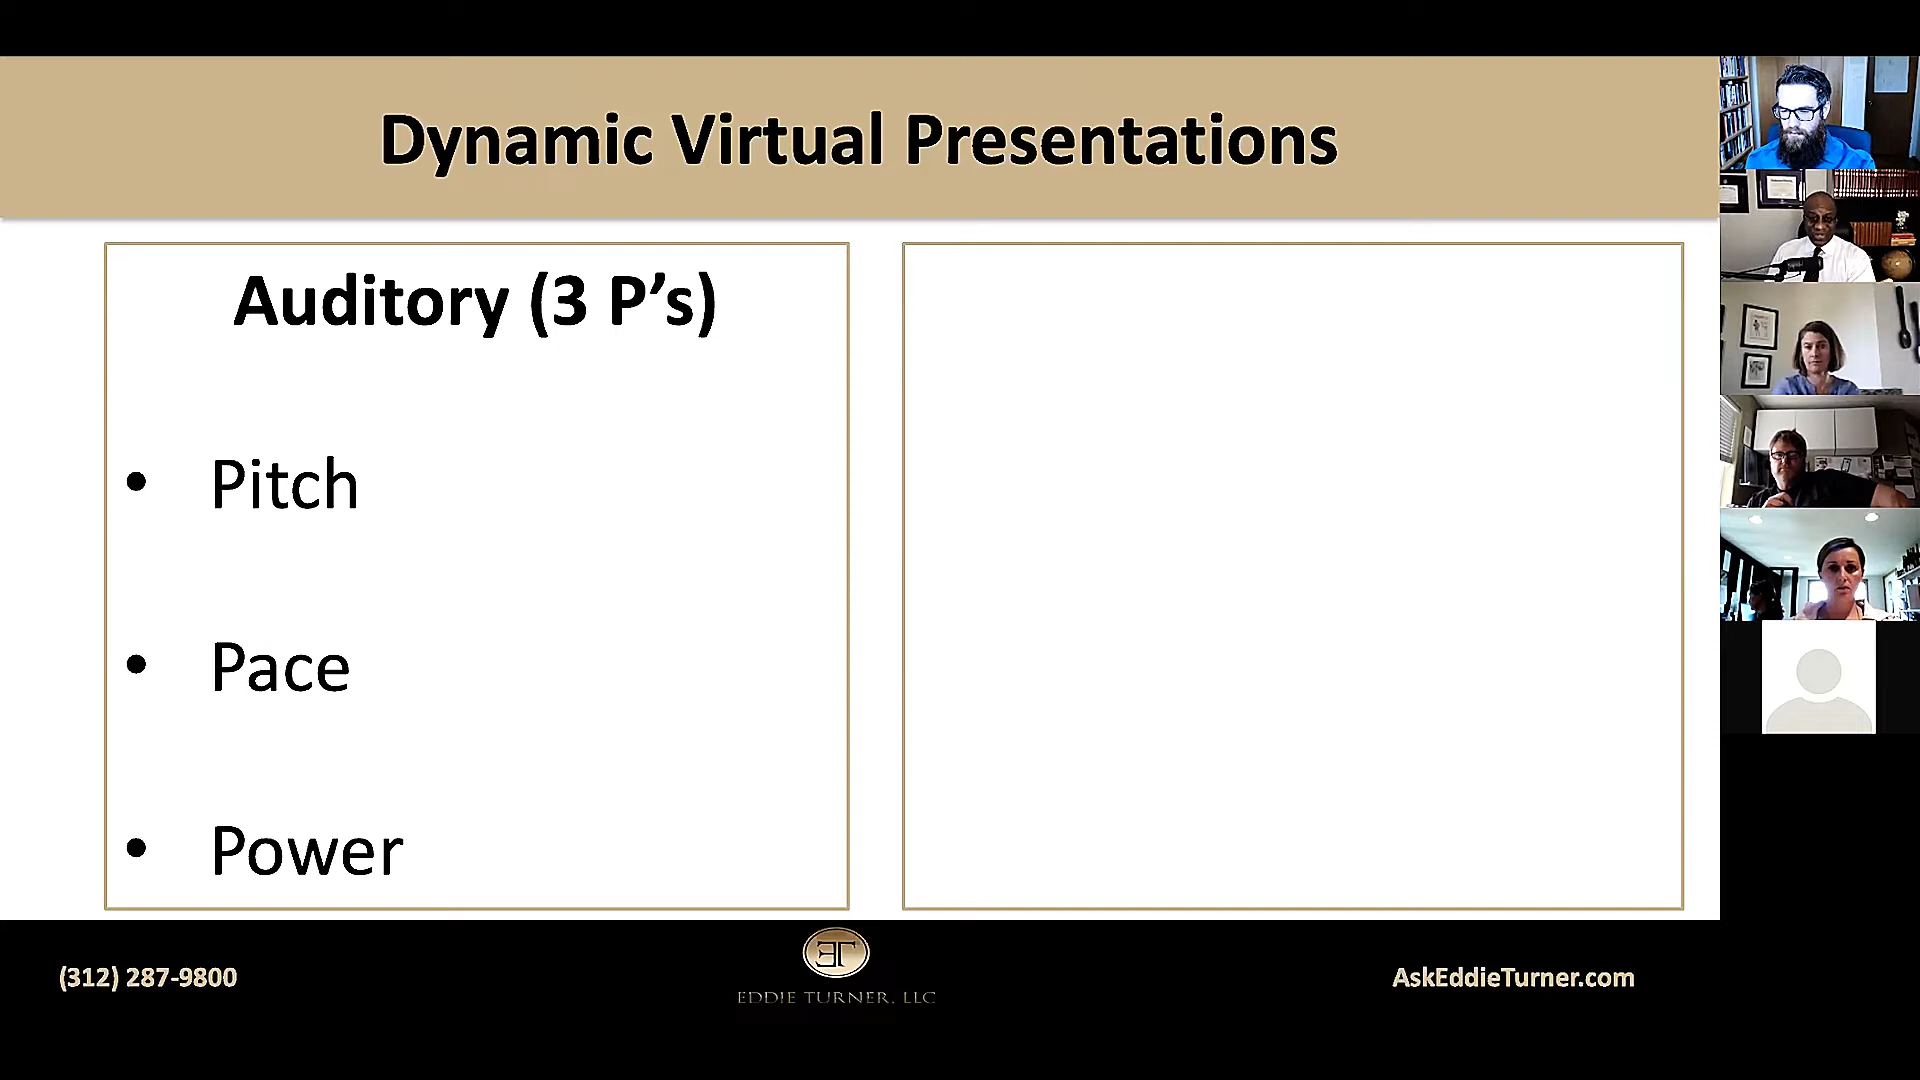 Dynamic Virtual Presentations
Auditory (3 P’s)
• Pitch
• Pace
• Power
(312) 287-9800
ET
EDDIE TURNER, LLC
AskEddieTurner.com